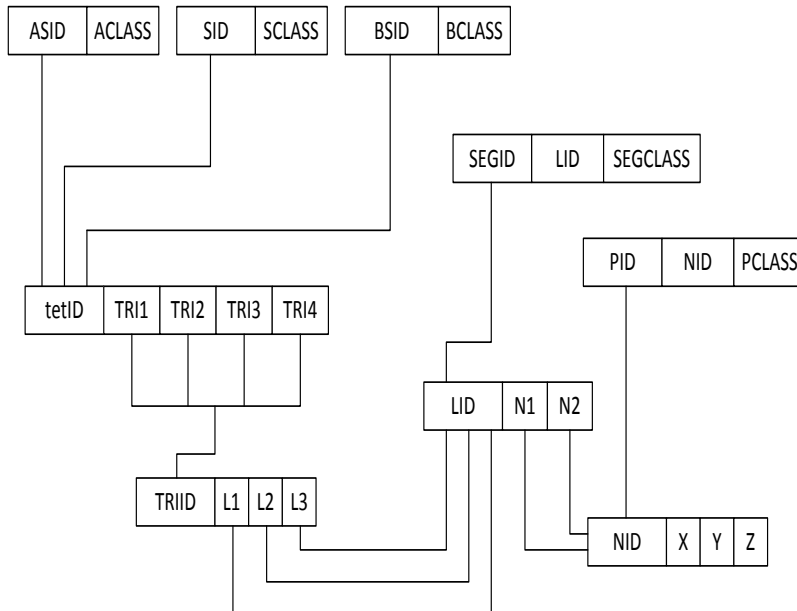 ASID ACLASS
SID SCLASS
BSID BCLASS
SEGID LID SEGCLASS
PID NID PCLASS
tetID TRI1 TRI2 TRI3 TRI4
LID N1 N2
TRIID L1 L2 L3
NID X Y Z